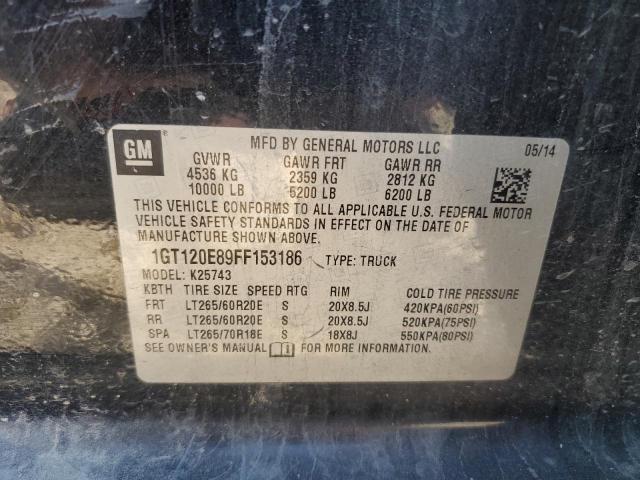 GM ®
MFD BY GENERAL MOTORS LLC 05/14
GVWR GAWR FRT GAWR RR
4536 KG 2359 KG 2812 KG
10000 LB 5200 LB 6200 LB
THIS VEHICLE CONFORMS TO ALL APPLICABLE U.S. FEDERAL MOTOR
VEHICLE SAFETY STANDARDS IN EFFECT ON THE DATE OF
MANUFACTURE SHOWN ABOVE.
1GT120E89FF153186 TYPE: TRUCK
MODEL: K25743
KBTH TIRE SIZE SPEED RTG RIM COLD TIRE PRESSURE
FRT LT265/60R20E S 20X8.5J 420KPA(60PSI)
RR LT265/60R20E S 20X8.5J 520KPA(75PSI)
SPA LT265/70R18E S 18X8J 550KPA(80PSI)
SEE OWNER'S MANUAL FOR MORE INFORMATION.